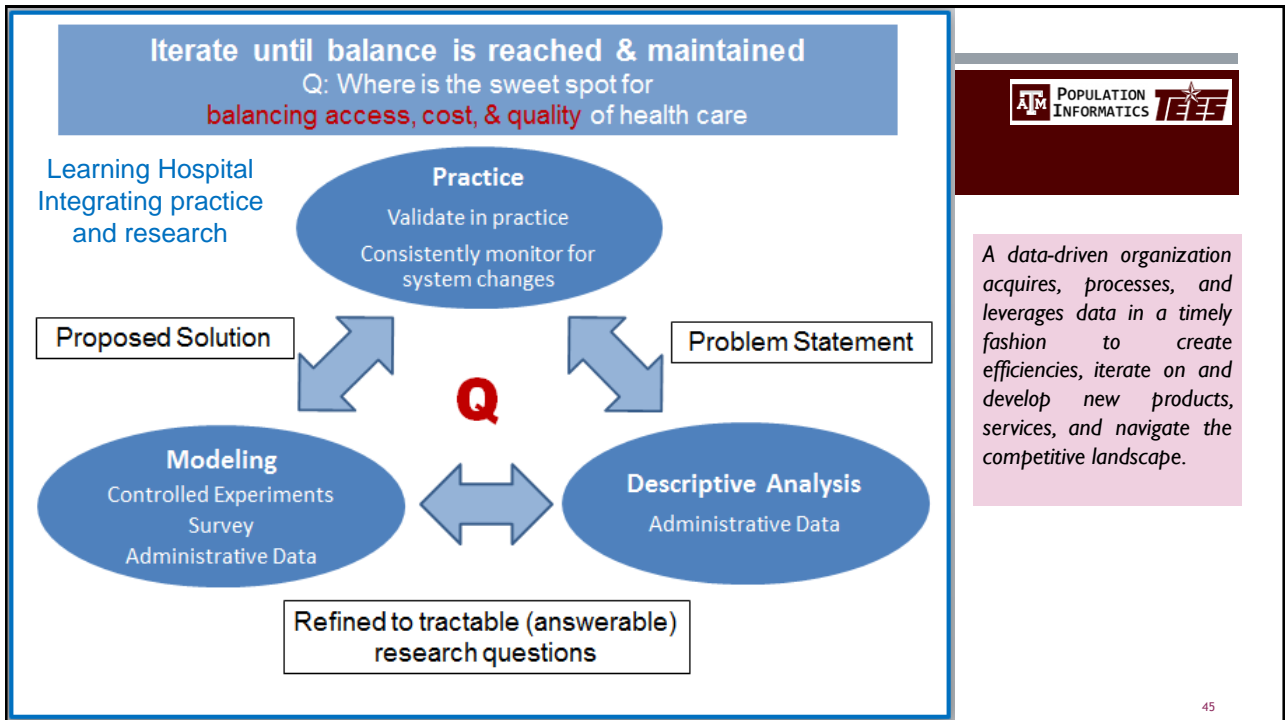 Iterate until balance is reached & maintained
Q: Where is the sweet spot for
balancing access, cost, & quality of health care
Learning Hospital
Integrating practice
and research
Practice
Validate in practice
Consistently monitor for
system changes
Proposed Solution
Problem Statement
Q
Modeling
Controlled Experiments
Survey
Administrative Data
Descriptive Analysis
Administrative Data
Refined to tractable (answerable)
research questions
ATM POPULATION
INFORMATICS
TEES
A data-driven organization
acquires, processes, and
leverages data in a timely
fashion to create
efficiencies, iterate on and
develop new products,
services, and navigate the
competitive landscape.
45